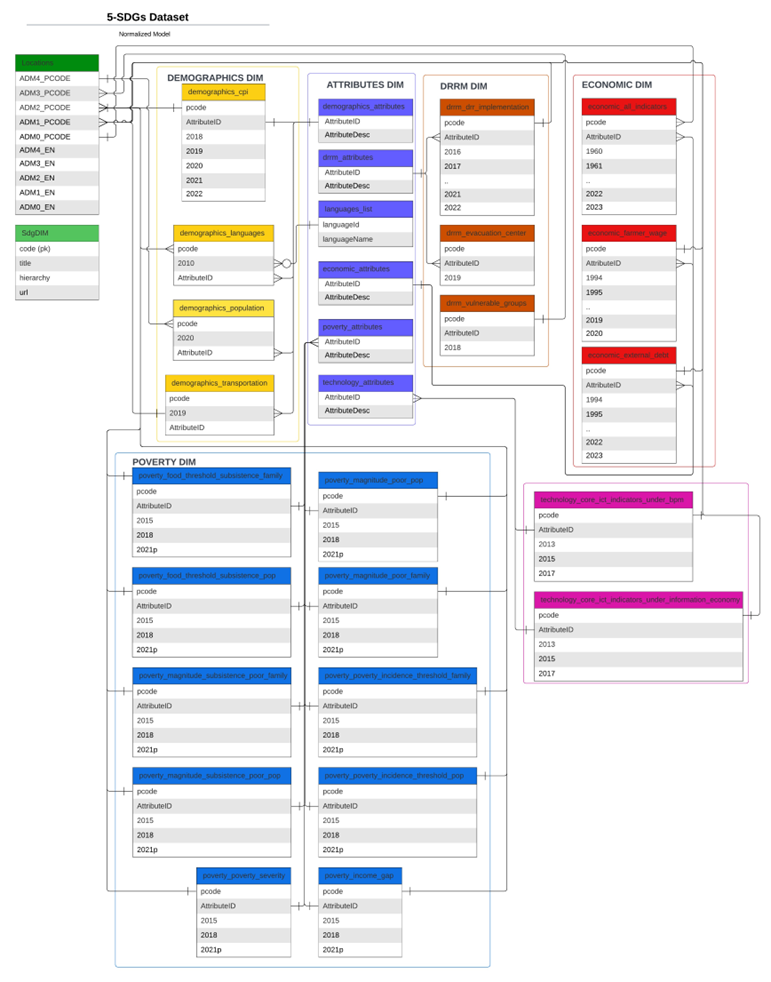 5-SDGs Dataset
Normalized Model
Locations
ADM4_PCODE
ADM3_PCODE
ADM2_PCODE
ADM1_PCODE
ADM0_PCODE
ADM4_EN
ADM3_EN
ADM2_EN
ADM1_EN
ADM0_EN
SdgDIM
code (pk)
title
hierarchy
url
DEMOGRAPHICS DIM
demographics_cpi
pcode
AttributeID
2018
2019
2020
2021
2022
demographics_languages
pcode
2010
AttributeID
demographics_population
pcode
2020
AttributeID
demographics_transportation
pcode
2019
AttributeID
ATTRIBUTES DIM
demographics_attributes
AttributeID
AttributeDesc
drrm_attributes
AttributeID
AttributeDesc
languages_list
languageId
languageName
economic_attributes
AttributeID
AttributeDesc
poverty_attributes
AttributeID
AttributeDesc
technology_attributes
AttributeID
AttributeDesc
DRRM DIM
drrm_drr_implementation
pcode
AttributeID
2016
2017
..
2021
2022
drrm_evacuation_center
pcode
AttributeID
2019
drrm_vulnerable_groups
pcode
AttributeID
2018
ECONOMIC DIM
economic_all_indicators
pcode
AttributeID
1960
1961
..
2022
2023
economic_farmer_wage
pcode
AttributeID
1994
1995
..
2019
2020
economic_external_debt
pcode
AttributeID
1994
1995
..
2022
2023
POVERTY DIM
poverty_food_threshold_subsistence_family
pcode
AttributeID
2015
2018
2021p
poverty_magnitude_poor_pop
pcode
AttributeID
2015
2018
2021p
poverty_food_threshold_subsistence_pop
pcode
AttributeID
2015
2018
2021p
poverty_magnitude_poor_family
pcode
AttributeID
2015
2018
2021p
poverty_magnitude_subsistence_poor_family
pcode
AttributeID
2015
2018
2021p
poverty_poverty_incidence_threshold_family
pcode
AttributeID
2015
2018
2021p
poverty_magnitude_subsistence_poor_pop
pcode
AttributeID
2015
2018
2021p
poverty_poverty_incidence_threshold_pop
pcode
AttributeID
2015
2018
2021p
poverty_poverty_severity
pcode
AttributeID
2015
2018
2021p
poverty_income_gap
pcode
AttributeID
2015
2018
2021p
technology_core_ict_indicators_under_bpm
pcode
AttributeID
2013
2015
2017
technology_core_ict_indicators_under_information_economy
pcode
AttributeID
2013
2015
2017